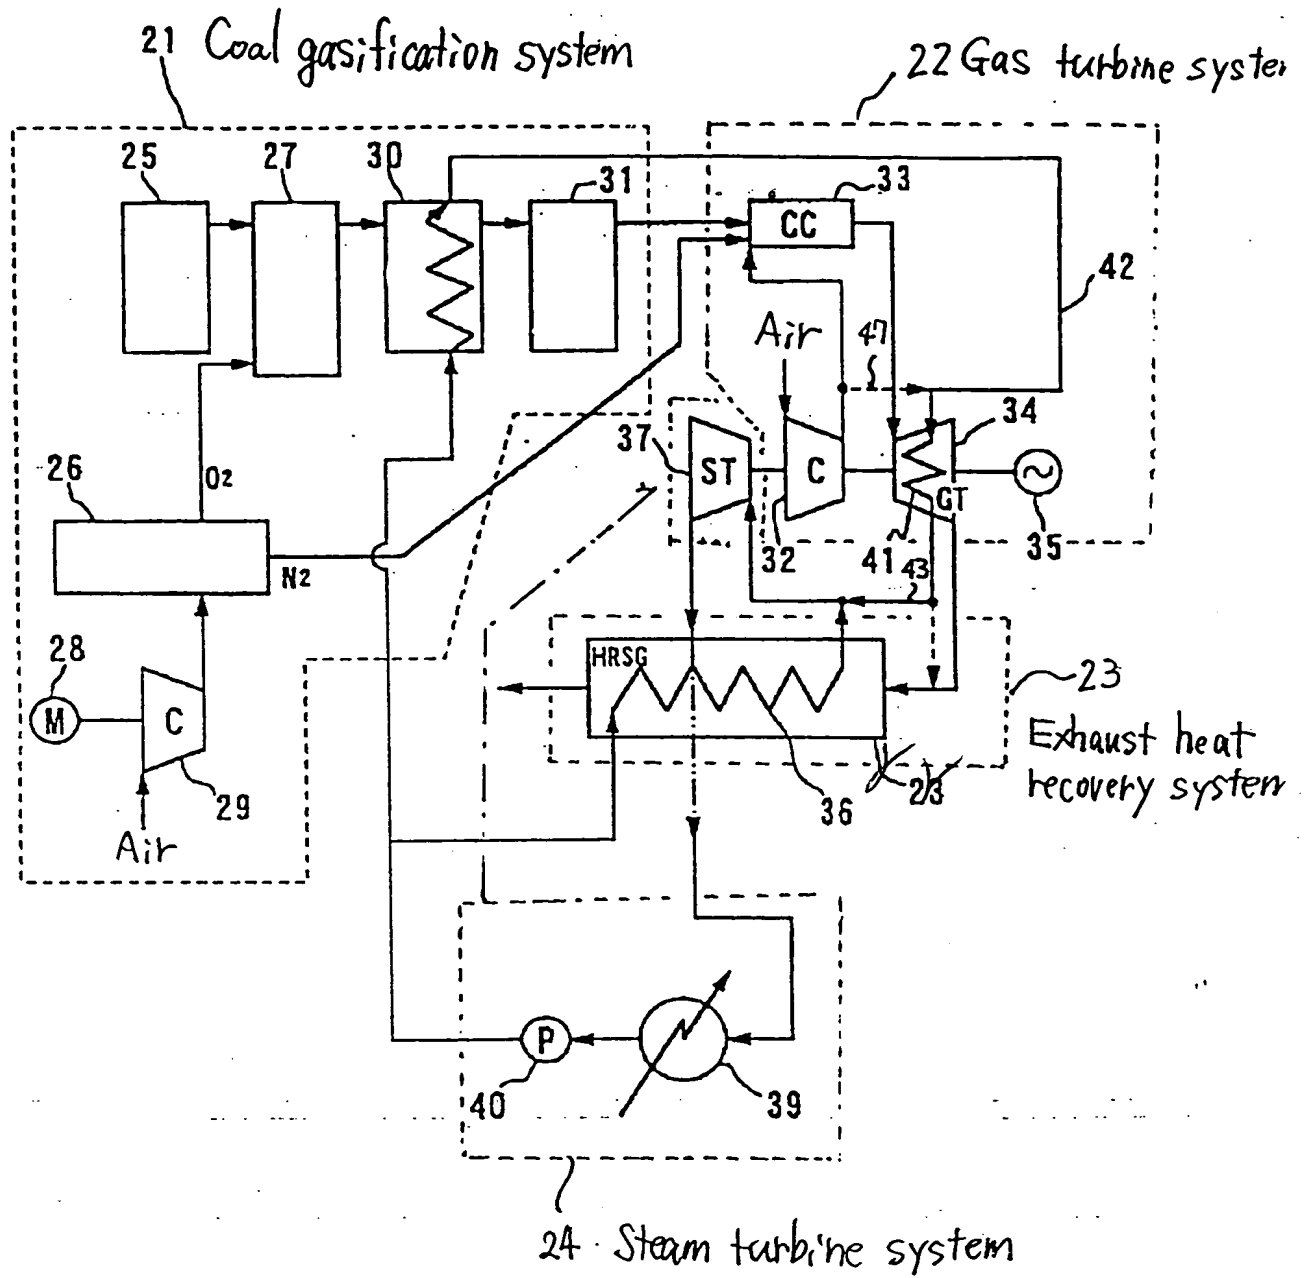 21 Coal gasification system
22 Gas turbine syster
25
27
30
31
33
CC
42
Air
47
34
37
ST
C
GT
26
O2
32
41
43
35
N2
28
HRSG
23
M
C
Exhaust heat
recovery system
29
36
23
Air
P
40
39
24 Steam turbine system